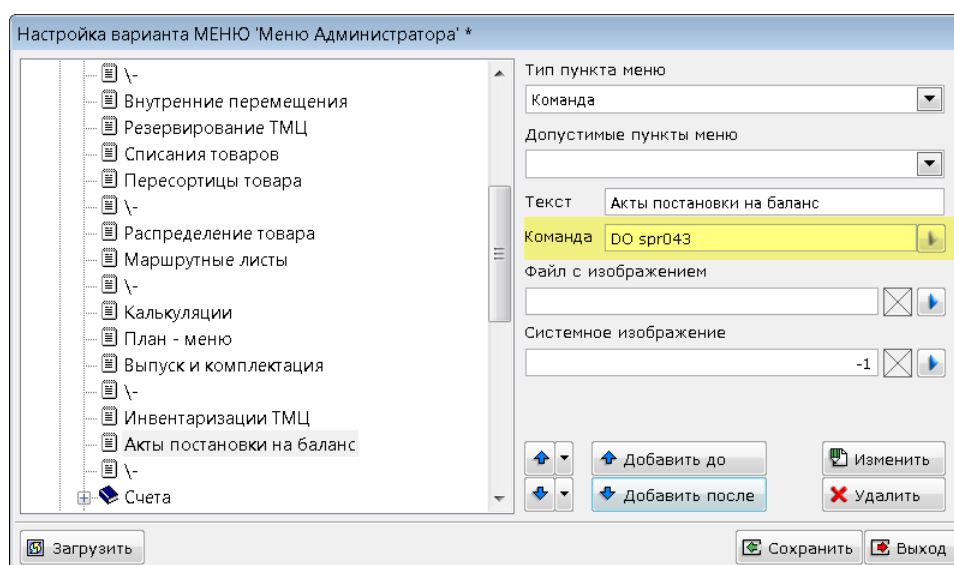 Настройка варианта МЕНЮ 'Меню Администратора' *
\-
Внутренние перемещения
Резервирование ТМЦ
Списания товаров
Пересортицы товара
\-
Распределение товара
Маршрутные листы
\-
Калькуляции
План - меню
Выпуск и комплектация
\-
Инвентаризации ТМЦ
Акты постановки на баланс
\-
Счета
Тип пункта меню
Команда
Допустимые пункты меню
Текст Акты постановки на баланс
Команда DO spr043
Файл с изображением
Системное изображение
-1
Добавить до Изменить
Добавить после Удалить
Загрузить Сохранить Выход